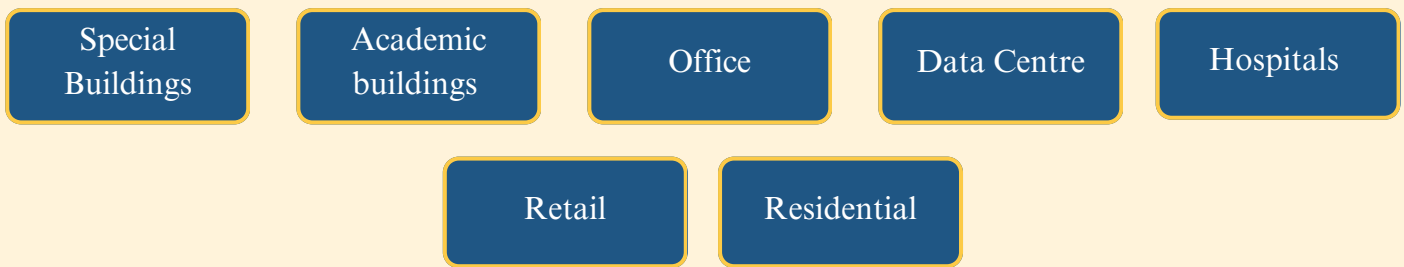 Special
Buildings
Academic
buildings
Office
Data Centre
Hospitals
Retail
Residential